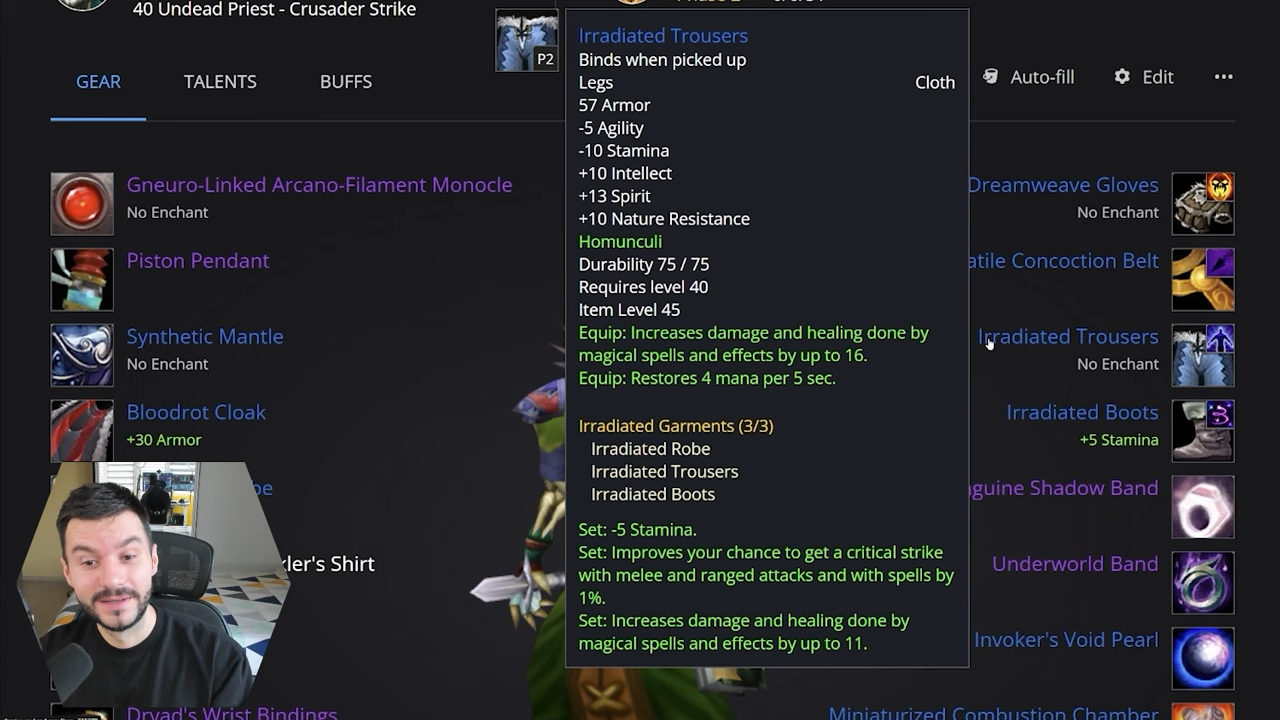 40 Undead Priest - Crusader Strike
P2
GEAR
TALENTS
BUFFS
Auto-fill
Edit
Irradiated Trousers
Binds when picked up
Legs Cloth
57 Armor
-5 Agility
-10 Stamina
+10 Intellect
+13 Spirit
+10 Nature Resistance
Homunculi
Durability 75 / 75
Requires level 40
Item Level 45
Equip: Increases damage and healing done by
magical spells and effects by up to 16.
Equip: Restores 4 mana per 5 sec.
Irradiated Garments (3/3)
Irradiated Robe
Irradiated Trousers
Irradiated Boots
Set: -5 Stamina.
Set: Improves your chance to get a critical strike
with melee and ranged attacks and with spells by
1%.
Set: Increases damage and healing done by
magical spells and effects by up to 11.
Gneuro-Linked Arcano-Filament Monocle
No Enchant
Piston Pendant
Synthetic Mantle
No Enchant
Bloodrot Cloak
+30 Armor
Dryad's Wrist Bindings
Dreamweave Gloves
No Enchant
Belt
Irradiated Trousers
No Enchant
Irradiated Boots
+5 Stamina
Shadow Band
Underworld Band
Invoker's Void Pearl
Miniaturized Combustion Chamber